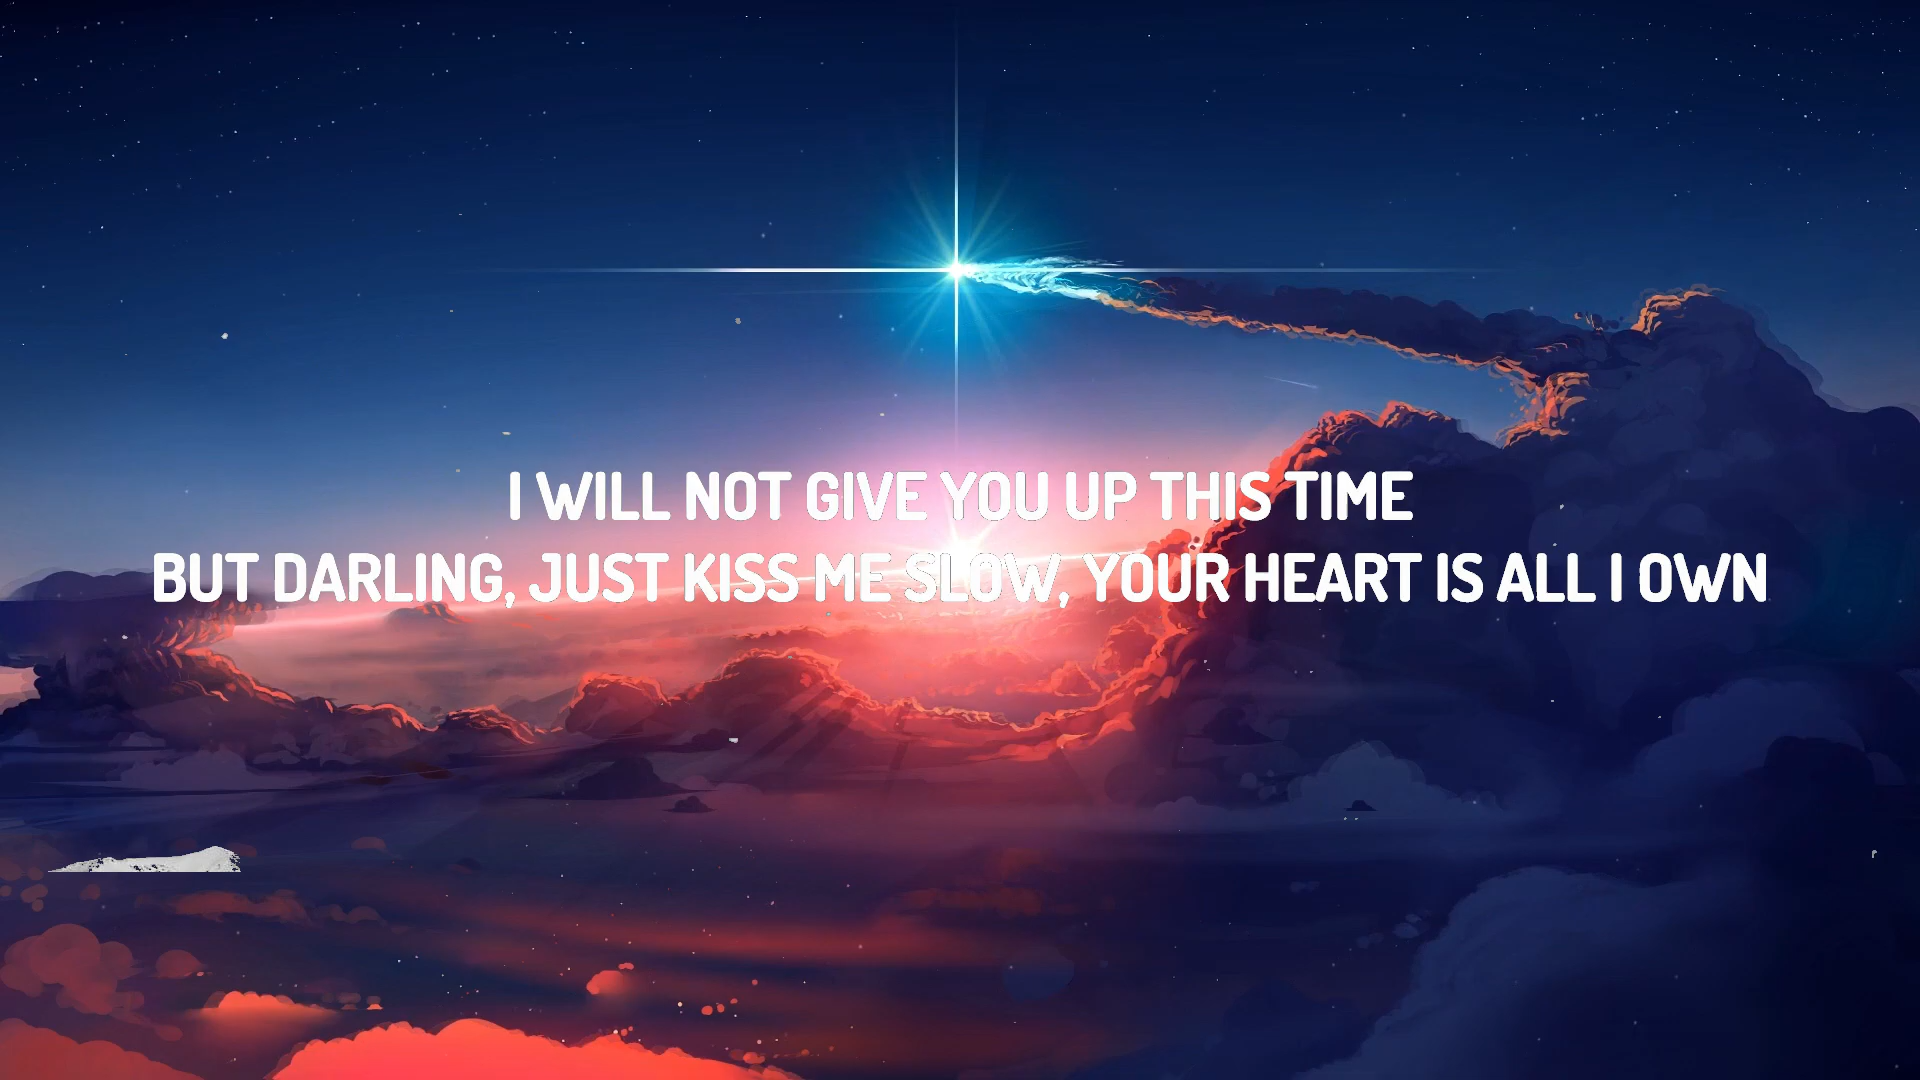 I WILL NOT GIVE YOU UP THIS TIME
BUT DARLING, JUST KISS ME SLOW, YOUR HEART IS ALL I OWN